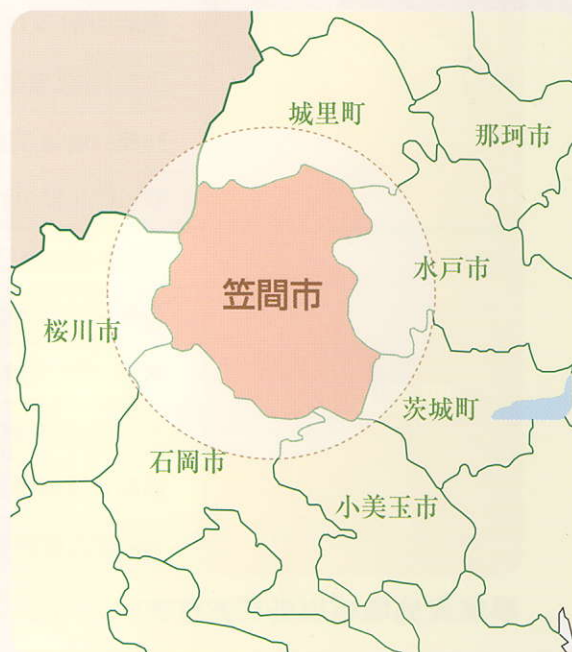 城里町
那珂市
水戸市
笠間市
桜川市
茨城町
石岡市
小美玉市